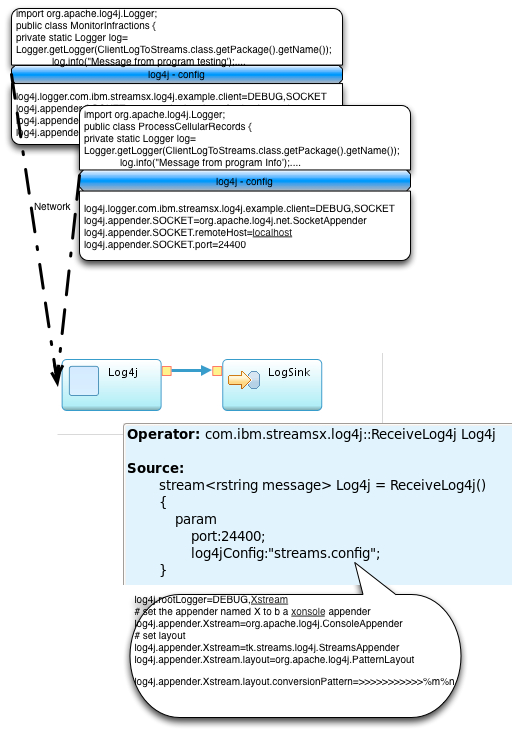 import org.apache.log4j.Logger;
public class MonitorInfractions {
private static Logger log=
Logger.getLogger(ClientLogToStreams.class.getPackage().getName());
log.info("Message from program testing');....
log4j - config
log4j.logger.com.ibm.streamsx.log4j.example.client=DEBUG,SOCKET
log4j.appende
log4j.appende
log4j.appende
import org.apache.log4j.Logger;
public class ProcessCellularRecords {
private static Logger log=
Logger.getLogger(ClientLogToStreams.class.getPackage().getName());
log.info("Message from program Info');....
log4j - config
log4j.logger.com.ibm.streamsx.log4j.example.client=DEBUG,SOCKET
log4j.appender.SOCKET=org.apache.log4j.net.SocketAppender
log4j.appender.SOCKET.remoteHost=localhost
log4j.appender.SOCKET.port=24400
Network
Log4j
LogSink
Operator: com.ibm.streamsx.log4j::ReceiveLog4j Log4j
Source:
stream<rstring message> Log4j = ReceiveLog4j()
{
param
port:24400;
log4jConfig:"streams.config";
}
log4j.rootLogger=DEBUG,Xstream
# set the appender named X to b a xonsole appender
log4j.appender.Xstream=org.apache.log4j.ConsoleAppender
# set layout
log4j.appender.Xstream=tk.streams.log4j.StreamsAppender
log4j.appender.Xstream.layout=org.apache.log4j.PatternLayout
log4j.appender.Xstream.layout.conversionPattern=>>>>>>>>>>>%m%n